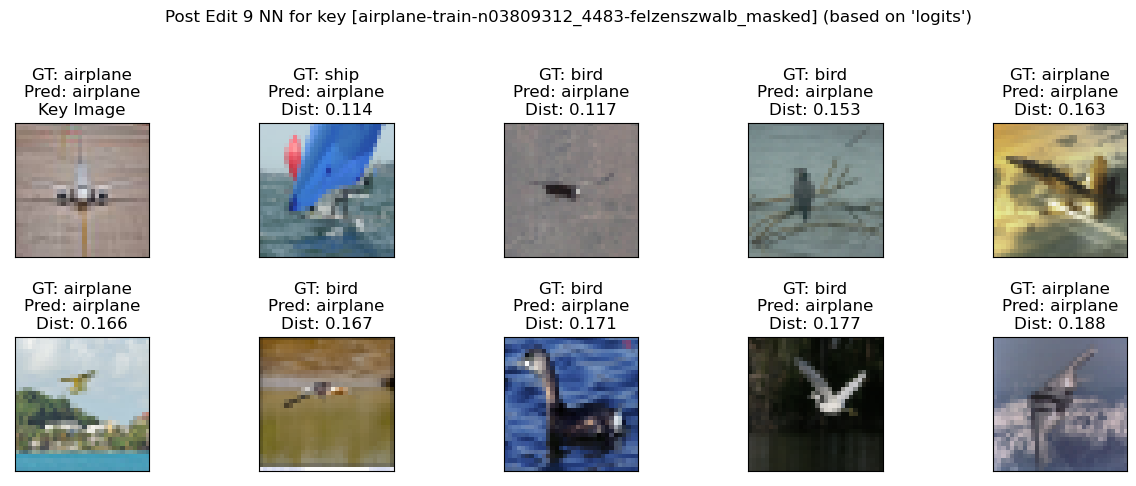 Post Edit 9 NN for key [airplane-train-n03809312_4483-felzenszwalb_masked] (based on 'logits')
GT: airplane
Pred: airplane
Key Image
GT: ship
Pred: airplane
Dist: 0.114
GT: bird
Pred: airplane
Dist: 0.117
GT: bird
Pred: airplane
Dist: 0.153
GT: airplane
Pred: airplane
Dist: 0.163
GT: airplane
Pred: airplane
Dist: 0.166
GT: bird
Pred: airplane
Dist: 0.167
GT: bird
Pred: airplane
Dist: 0.171
GT: bird
Pred: airplane
Dist: 0.177
GT: airplane
Pred: airplane
Dist: 0.188